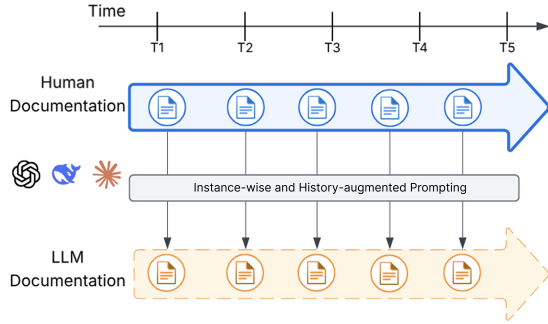 Time
T1 T2 T3 T4 T5
Human
Documentation
Instance-wise and History-augmented Prompting
LLM
Documentation